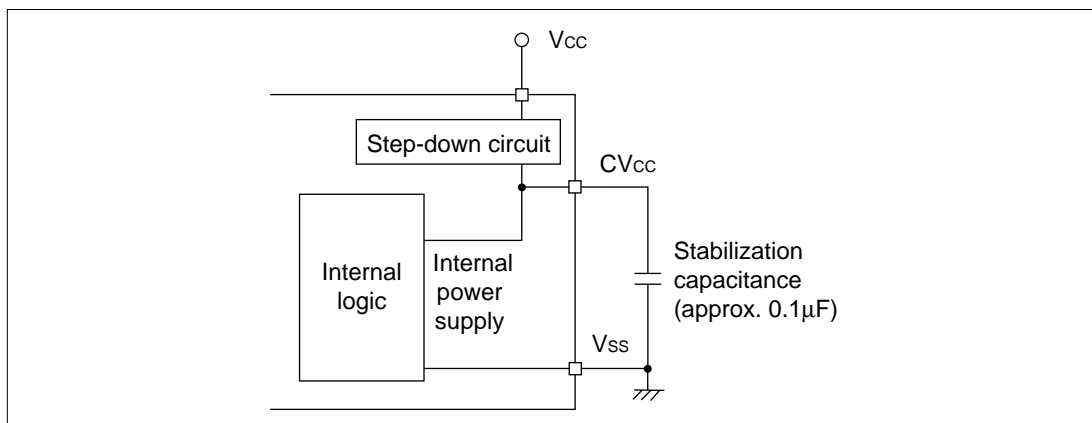 Vcc
Step-down circuit
CVcc
Internal
logic
Internal
power
supply
Stabilization
capacitance
(approx. 0.1μF)
Vss